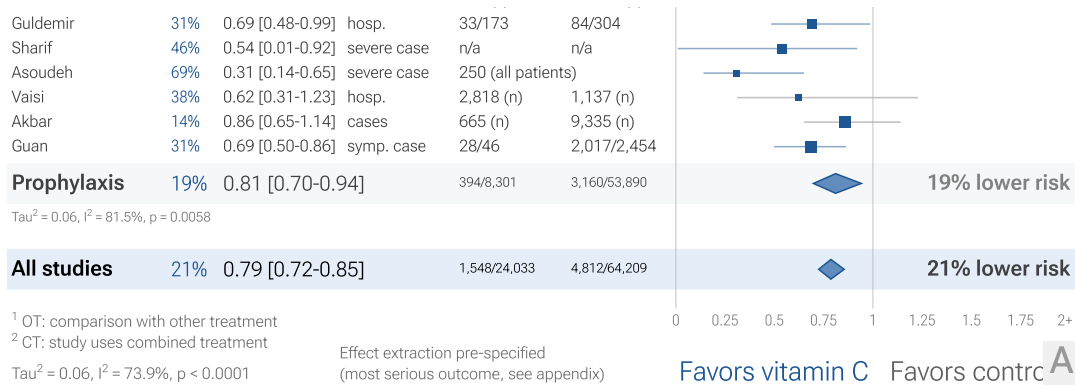 Guldemir 31% 0.69 [0.48-0.99] hosp. 33/173 84/304
Sharif 46% 0.54 [0.01-0.92] severe case n/a n/a
Asoudeh 69% 0.31 [0.14-0.65] severe case 250 (all patients)
Vaisi 38% 0.62 [0.31-1.23] hosp. 2,818 (n) 1,137 (n)
Akbar 14% 0.86 [0.65-1.14] cases 665 (n) 9,335 (n)
Guan 31% 0.69 [0.50-0.86] symp. case 28/46 2,017/2,454
Prophylaxis 19% 0.81 [0.70-0.94] 394/8,301 3,160/53,890 19% lower risk
Tau² = 0.06, I² = 81.5%, p = 0.0058
All studies 21% 0.79 [0.72-0.85] 1,548/24,033 4,812/64,209 21% lower risk
0 0.25 0.5 0.75 1 1.25 1.5 1.75 2+
¹ OT: comparison with other treatment
² CT: study uses combined treatment
Tau² = 0.06, I² = 73.9%, p < 0.0001
Effect extraction pre-specified
(most serious outcome, see appendix)
Favors vitamin C Favors contro
A